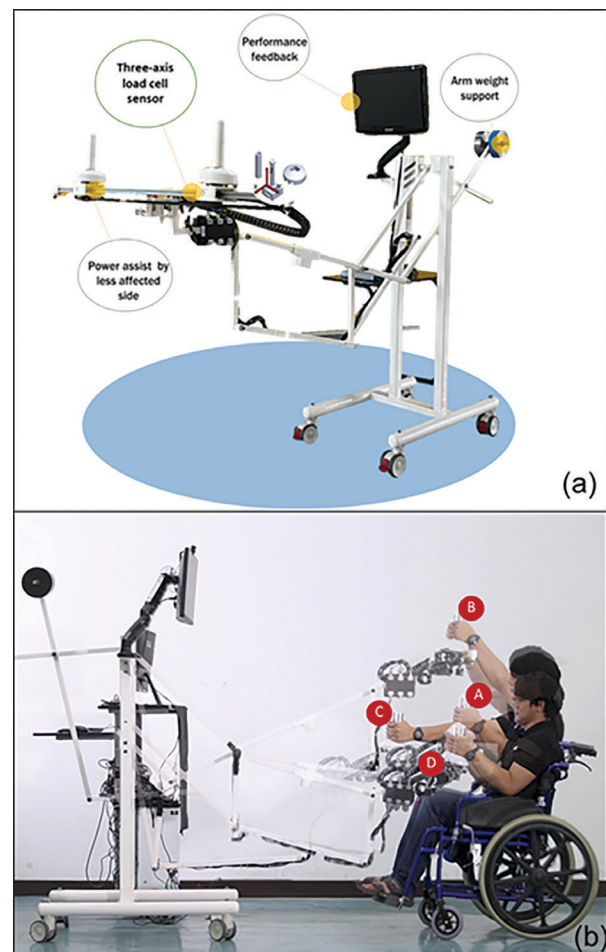 Performance
feedback
Three-axis
load cell
sensor
Arm weight
support
Power assist by
less affected
side
(a)
B
A
C
D
(b)